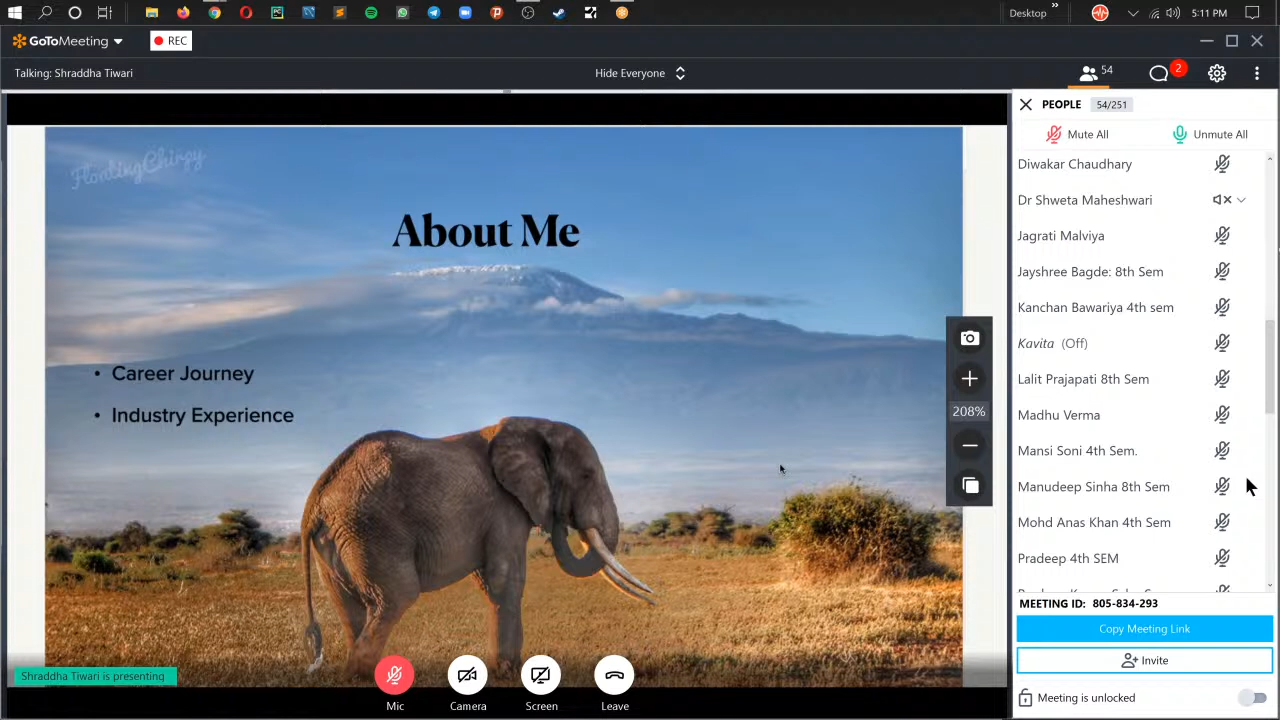 Desktop
5:11 PM
GoToMeeting
REC
Talking: Shraddha Tiwari
Hide Everyone
54
2
FloatingChirpy
About Me
• Career Journey
• Industry Experience
208%
Shraddha Tiwari is presenting
Mic
Camera
Screen
Leave
PEOPLE 54/251
Mute All
Unmute All
Diwakar Chaudhary
Dr Shweta Maheshwari
Jagrati Malviya
Jayshree Bagde: 8th Sem
Kanchan Bawariya 4th sem
Kavita (Off)
Lalit Prajapati 8th Sem
Madhu Verma
Mansi Soni 4th Sem.
Manudeep Sinha 8th Sem
Mohd Anas Khan 4th Sem
Pradeep 4th SEM
MEETING ID: 805-834-293
Copy Meeting Link
Invite
Meeting is unlocked